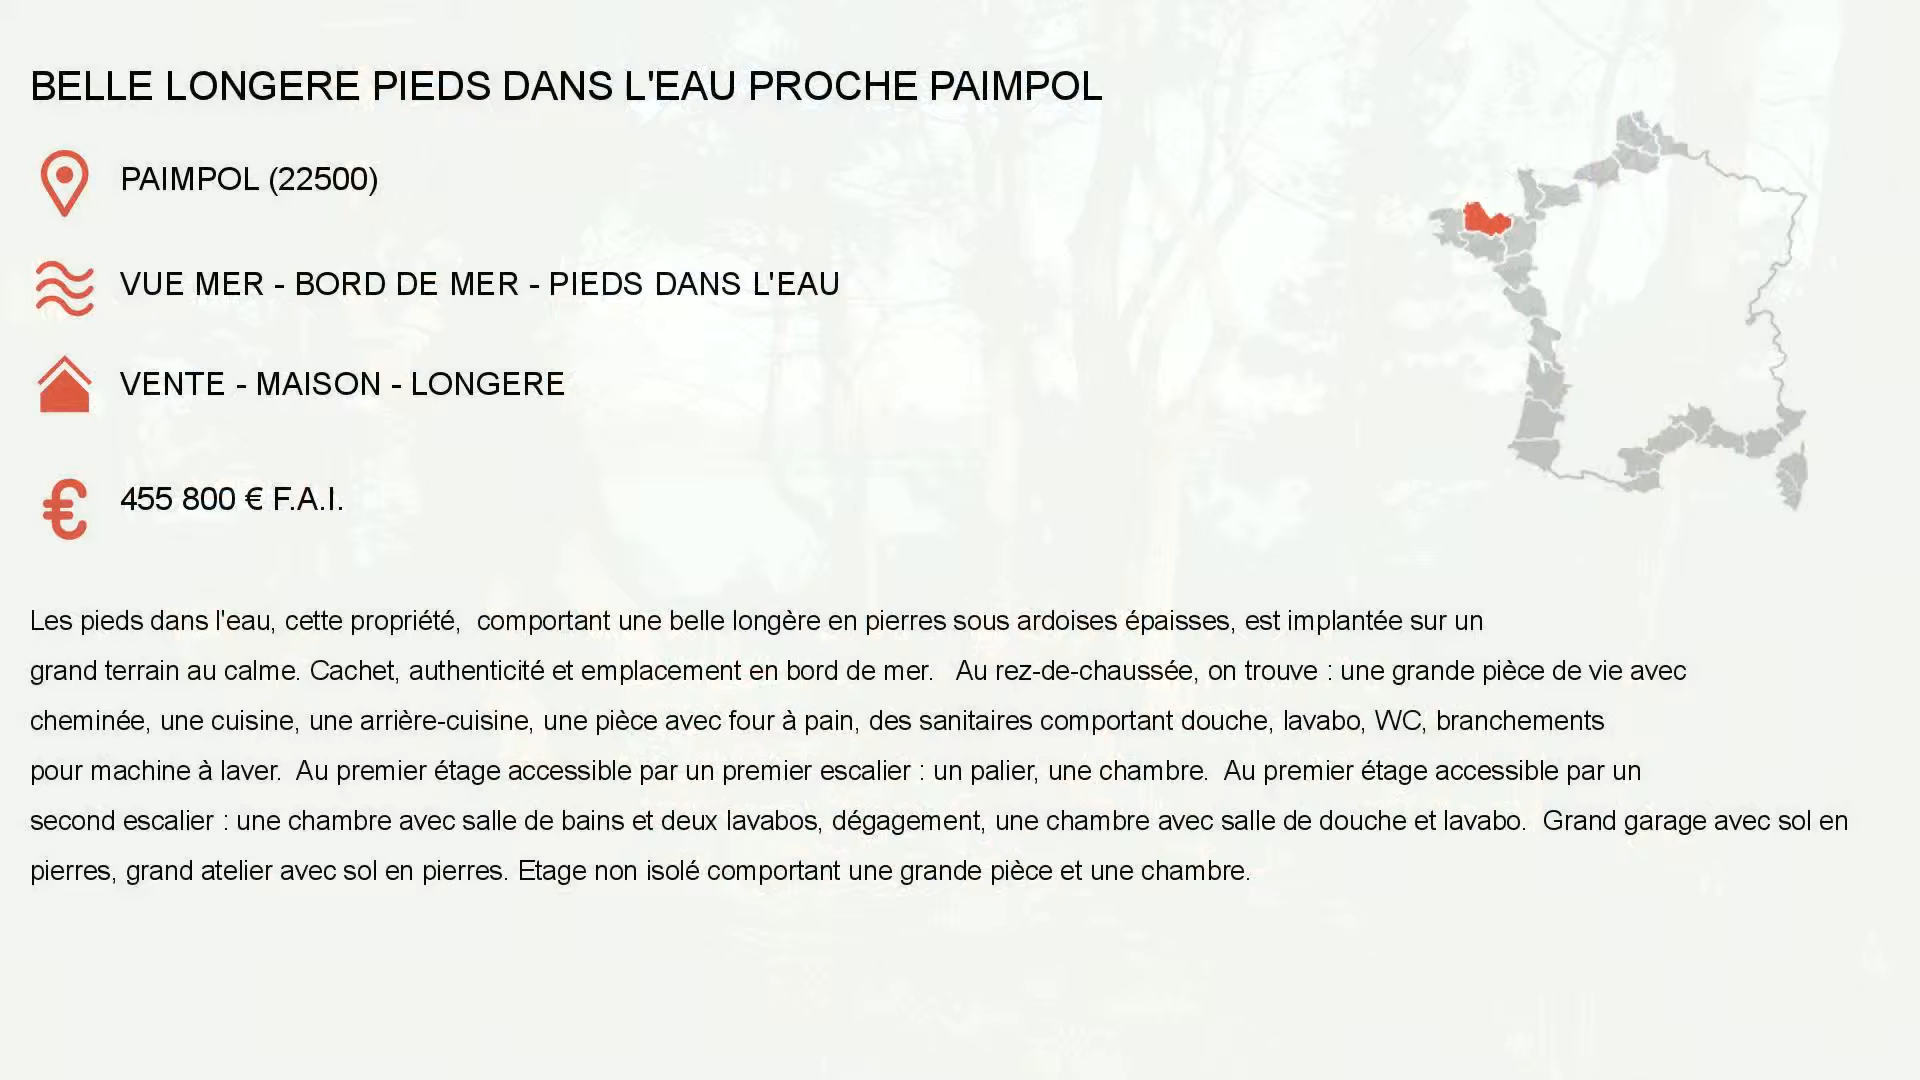 BELLE LONGERE PIEDS DANS L'EAU PROCHE PAIMPOL
PAIMPOL (22500)
VUE MER - BORD DE MER - PIEDS DANS L'EAU
VENTE - MAISON - LONGERE
455 800 € F.A.I.
Les pieds dans l'eau, cette propriété,  comportant une belle longère en pierres sous ardoises épaisses, est implantée sur un
grand terrain au calme. Cachet, authenticité et emplacement en bord de mer.   Au rez-de-chaussée, on trouve : une grande pièce de vie avec
cheminée, une cuisine, une arrière-cuisine, une pièce avec four à pain, des sanitaires comportant douche, lavabo, WC, branchements
pour machine à laver.  Au premier étage accessible par un premier escalier : un palier, une chambre.  Au premier étage accessible par un
second escalier : une chambre avec salle de bains et deux lavabos, dégagement, une chambre avec salle de douche et lavabo.  Grand garage avec sol en
pierres, grand atelier avec sol en pierres. Etage non isolé comportant une grande pièce et une chambre.